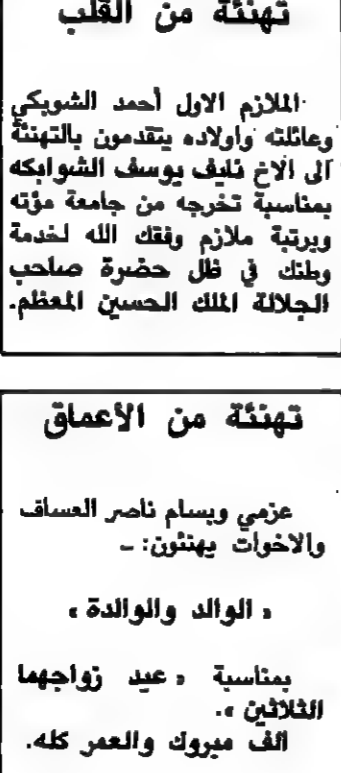 تهنئة من القلب
الملازم الاول أحمد الشوبكي
وعائلته واولاده يتقدمون بالتهنئة
الى الاخ نايف يوسف الشوابكه
بمناسبة تخرجه من جامعة مؤته
وبرتبة ملازم وفقك الله لخدمة
وطنك في ظل حضرة صاحب
الجلالة الملك الحسين المعظم.
تهنئة من الأعماق
عزمي وبسام ناصر العساف
والاخوات يهنئون: ـ
« الوالد والوالدة »
بمناسبة « عيد زواجهما
الثلاثين ».
الف مبروك والعمر كله.